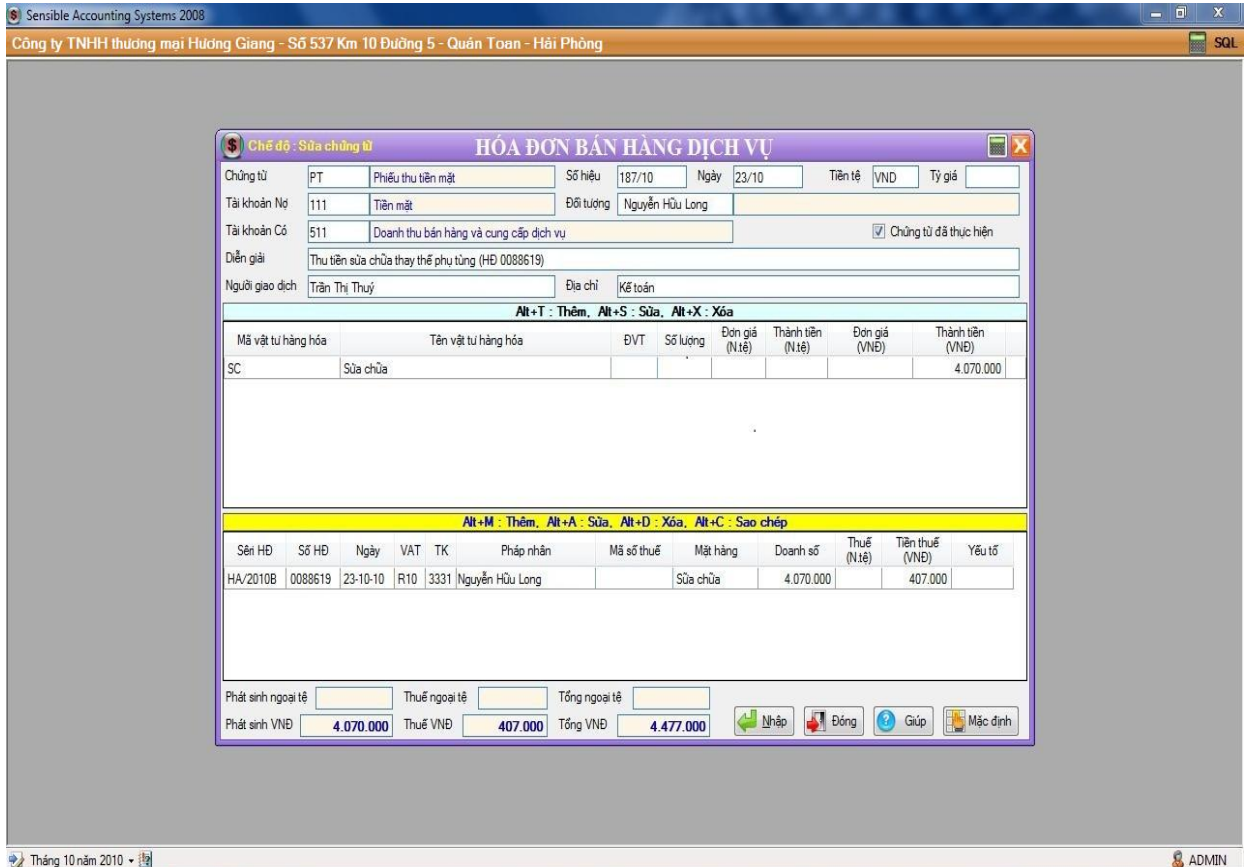 Sensible Accounting Systems 2008
Công ty TNHH thương mại Hương Giang - Số 537 Km 10 Đường 5 - Quán Toan - Hải Phòng SQL
Chế độ : Sửa chứng từ HÓA ĐƠN BÁN HÀNG DỊCH VỤ
Chứng từ PT Phiếu thu tiền mặt Số hiệu 187/10 Ngày 23/10 Tiền tệ VND Tỷ giá
Tài khoản Nợ 111 Tiền mặt Đối tượng Nguyễn Hữu Long
Tài khoản Có 511 Doanh thu bán hàng và cung cấp dịch vụ Chứng từ đã thực hiện
Diễn giải Thu tiền sửa chữa thay thế phụ tùng (HĐ 0088619)
Người giao dịch Trần Thị Thuý Địa chỉ Kế toán
Alt+T : Thêm, Alt+S : Sửa, Alt+X : Xóa
Mã vật tư hàng hóa Tên vật tư hàng hóa ĐVT Số lượng Đơn giá (N.tệ) Thành tiền (N.tệ) Đơn giá (VNĐ) Thành tiền (VNĐ)
SC Sửa chữa 4.070.000
Alt+M : Thêm, Alt+A : Sửa, Alt+D : Xóa, Alt+C : Sao chép
Sêri HĐ Số HĐ Ngày VAT TK Pháp nhân Mã số thuế Mặt hàng Doanh số Thuế (N.tệ) Tiền thuế (VNĐ) Yếu tố
HA/2010B 0088619 23-10-10 R10 3331 Nguyễn Hữu Long Sửa chữa 4.070.000 407.000
Phát sinh ngoại tệ Thuế ngoại tệ Tổng ngoại tệ
Phát sinh VNĐ 4.070.000 Thuế VNĐ 407.000 Tổng VNĐ 4.477.000 Nhập Đóng Giúp Mặc định
Tháng 10 năm 2010 ADMIN